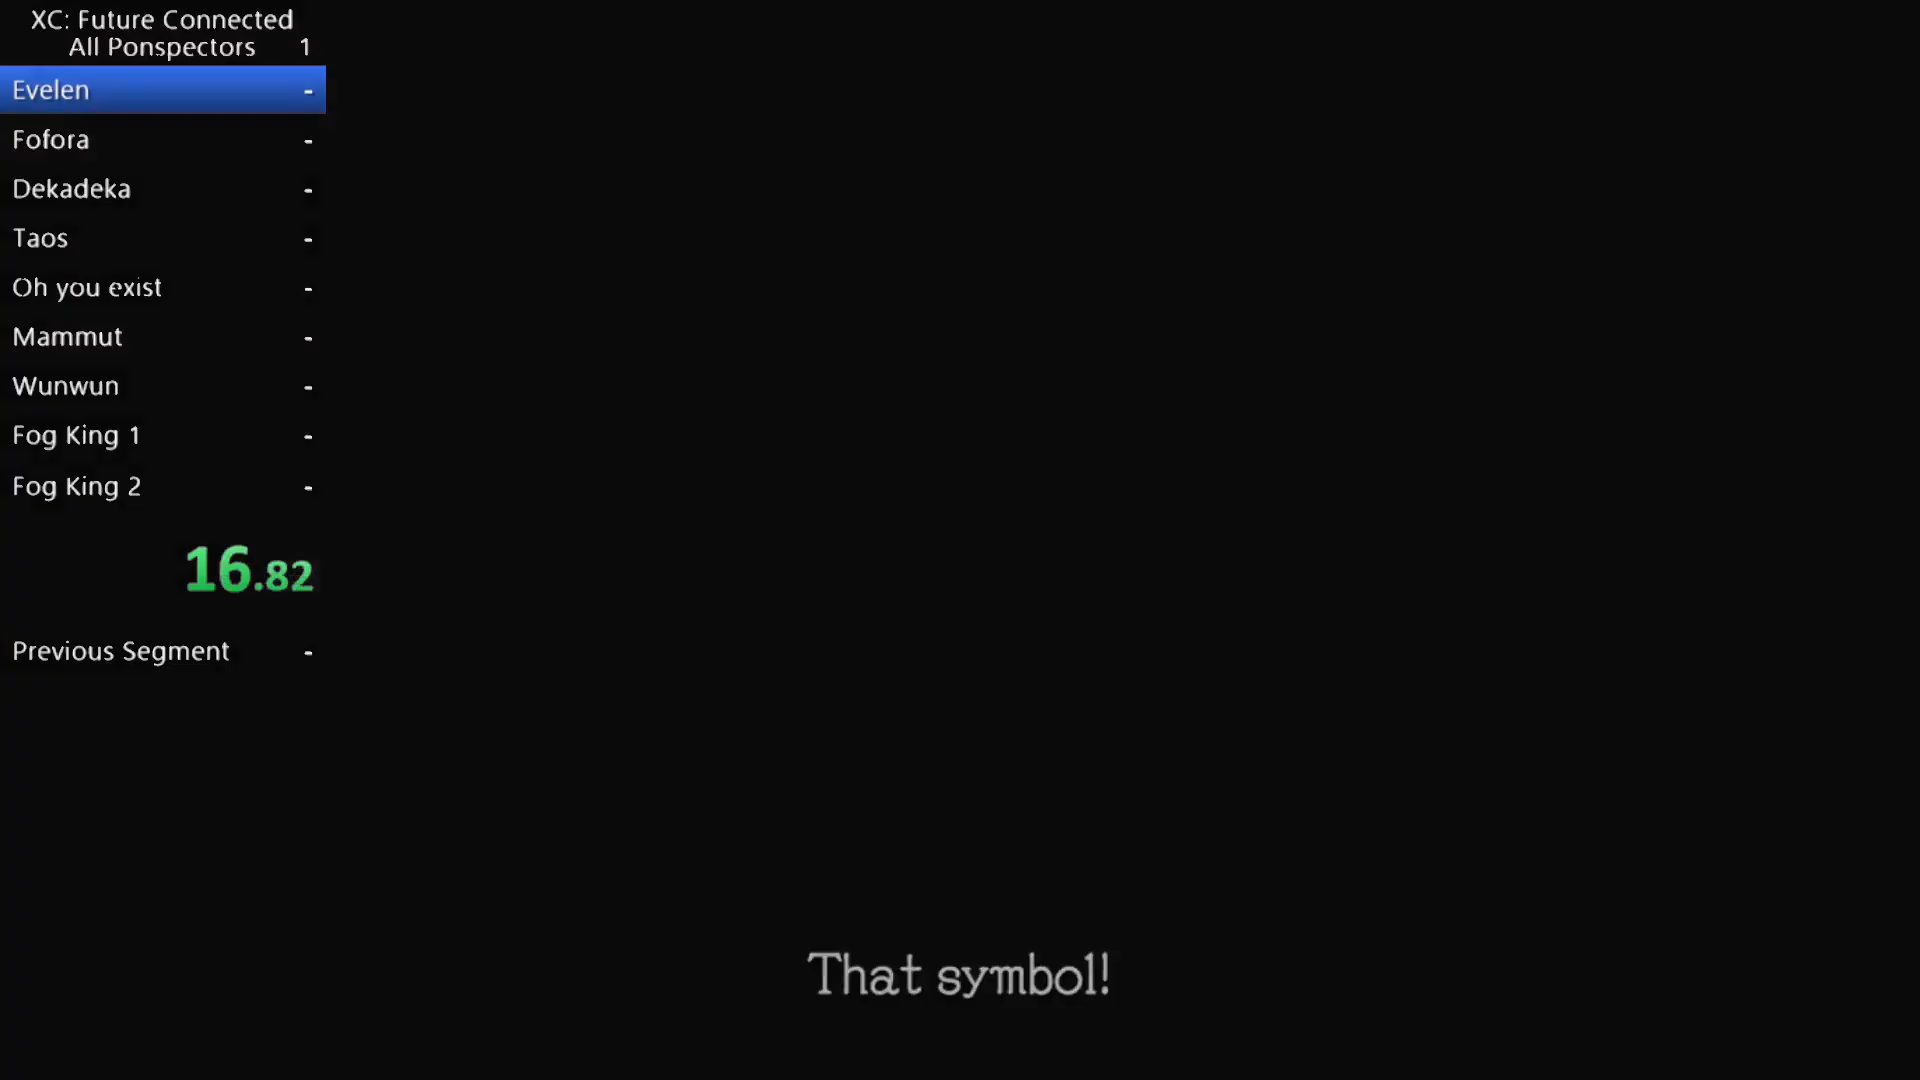 XC: Future Connected
All Ponspectors 1
Evelen -
Fofora -
Dekadeka -
Taos -
Oh you exist -
Mammut -
Wunwun -
Fog King 1 -
Fog King 2 -
16.82
Previous Segment -
That symbol!